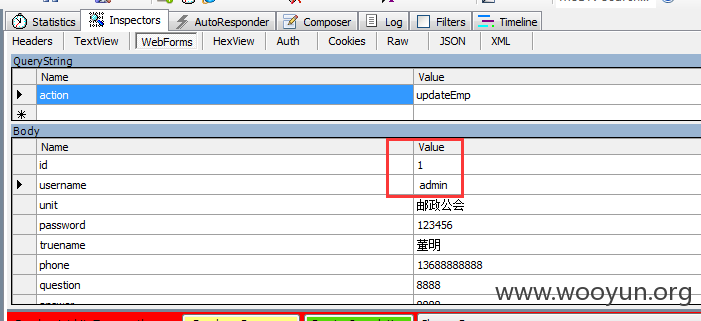 Statistics Inspectors AutoResponder Composer Log Filters Timeline
Headers TextView WebForms HexView Auth Cookies Raw JSON XML
QueryString
Name Value
action updateEmp
Body
Name Value
id 1
username admin
unit 邮政公会
password 123456
truename 董明
phone 13688888888
question 8888
www.wooyun.org